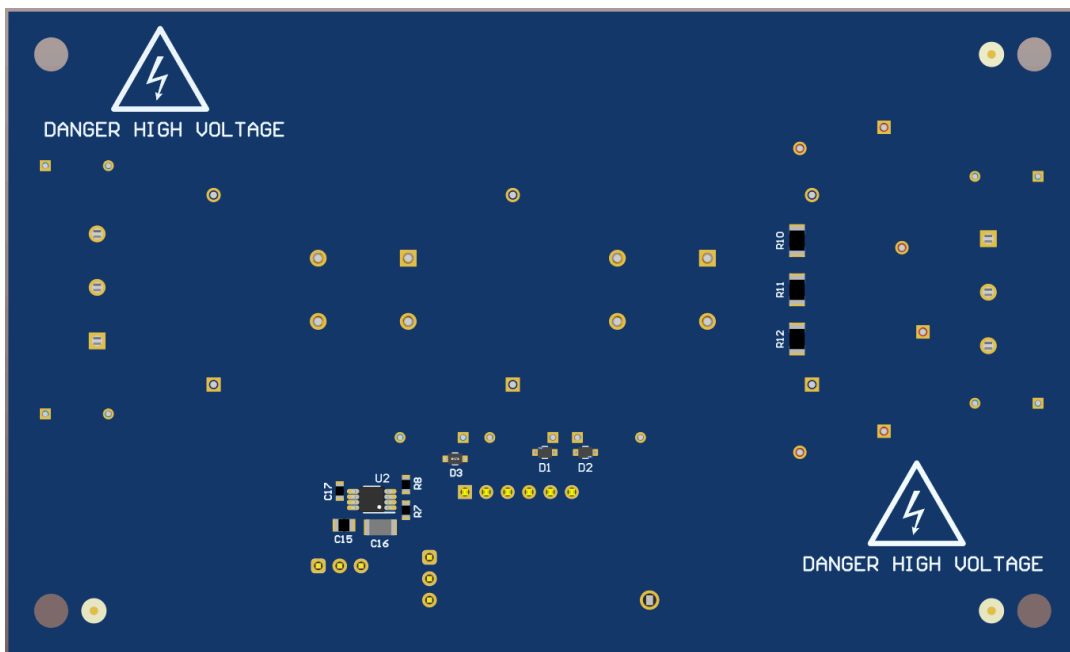 DANGER HIGH VOLTAGE
R10
R11
R12
D3
D1
D2
U2
C17
R8
R7
C15
C16
DANGER HIGH VOLTAGE